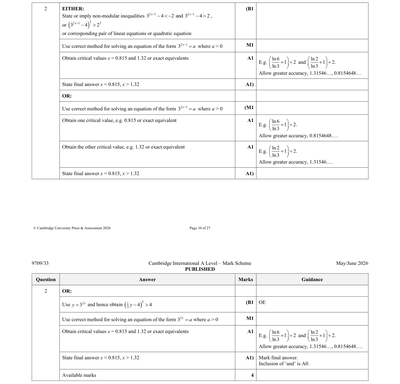 2
EITHER:
(B1
State or imply non-modular inequalities 3^{2x−1} − 4 < −2 and 3^{2x−1} − 4 > 2 ,
or (3^{2x−1} − 4)² > 2²
or corresponding pair of linear equations or quadratic equation
Use correct method for solving an equation of the form 3^{2x−1} = a where a > 0
M1
Obtain critical values x = 0.815 and 1.32 or exact equivalents
A1
E.g. (ln6/ln3 + 1) ÷ 2 and (ln2/ln3 + 1) ÷ 2.
Allow greater accuracy, 1.31546…, 0.8154648…
State final answer x < 0.815, x > 1.32
A1)
OR:
Use correct method for solving an equation of the form 3^{2x−1} = a where a > 0
(M1
Obtain one critical value, e.g. 0.815 or exact equivalent
A1
E.g. (ln6/ln3 + 1) ÷ 2.
Allow greater accuracy, 0.8154648…
Obtain the other critical value, e.g. 1.32 or exact equivalent
A1
E.g. (ln2/ln3 + 1) ÷ 2.
Allow greater accuracy, 1.31546…
State final answer x < 0.815, x > 1.32
A1)
© Cambridge University Press & Assessment 2026
Page 10 of 27
9709/33
Cambridge International A Level – Mark Scheme
May/June 2026
PUBLISHED
Question
Answer
Marks
Guidance
2
OR:
Use y = 3^{2x} and hence obtain (⅓y − 4)² > 4
(B1
OE
Use correct method for solving an equation of the form 3^{2x} = a where a > 0
M1
Obtain critical values x = 0.815 and 1.32 or exact equivalents
A1
E.g. (ln6/ln3 + 1) ÷ 2 and (ln2/ln3 + 1) ÷ 2.
Allow greater accuracy, 1.31546…, 0.8154648…
State final answer x < 0.815, x > 1.32
A1)
Mark final answer.
Inclusion of “and” is A0.
Available marks
4